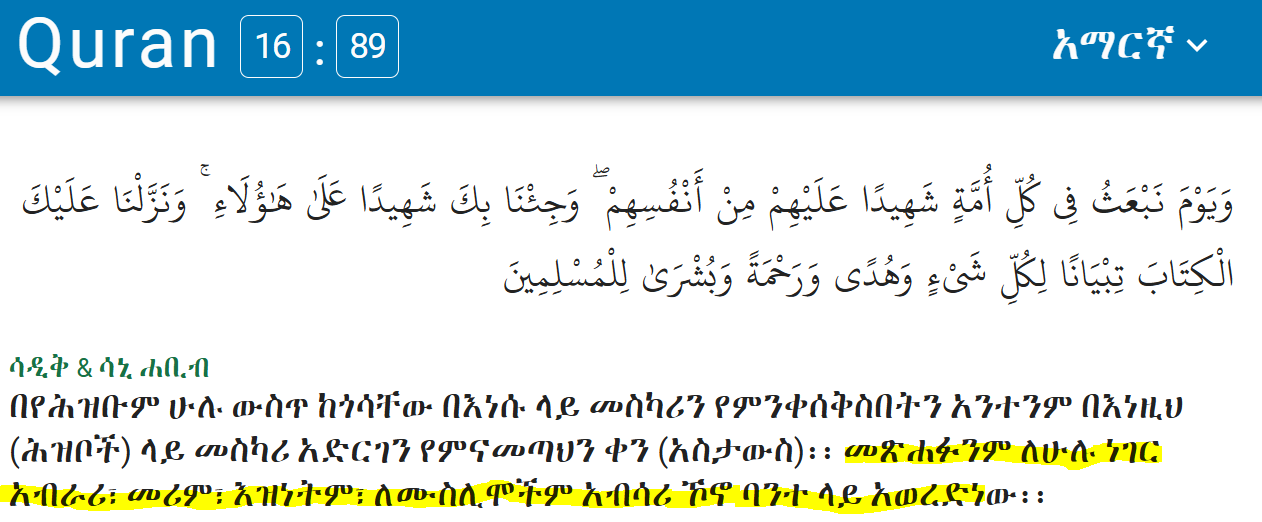 Quran 16 : 89 አማርኛ
وَيَوْمَ نَبْعَثُ فِى كُلِّ أُمَّةٍ شَهِيدًا عَلَيْهِمْ مِنْ أَنْفُسِهِمْ ۖ وَجِئْنَا بِكَ شَهِيدًا عَلَىٰ هَـٰؤُلَاءِ ۚ وَنَزَّلْنَا عَلَيْكَ
الْكِتَابَ تِبْيَانًا لِكُلِّ شَىْءٍ وَهُدًى وَرَحْمَةً وَبُشْرَىٰ لِلْمُسْلِمِينَ
ሳዲቅ & ሳኒ ሐቢብ
በየሕዝቡም ሁሉ ውስጥ ከጎሳቸው በእነሱ ላይ መስካሪን የምንቀሰቅስበትን አንተንም በእነዚህ
(ሕዝቦች) ላይ መስካሪ አድርገን የምናመጣህን ቀን (አስታውስ)፡፡ መጽሐፉንም ለሁሉ ነገር
አብራሪ፣ መሪም፣ እዝነትም፣ ለሙስሊሞችም አብሳሪ ኾኖ ባንተ ላይ አወረድነው፡፡